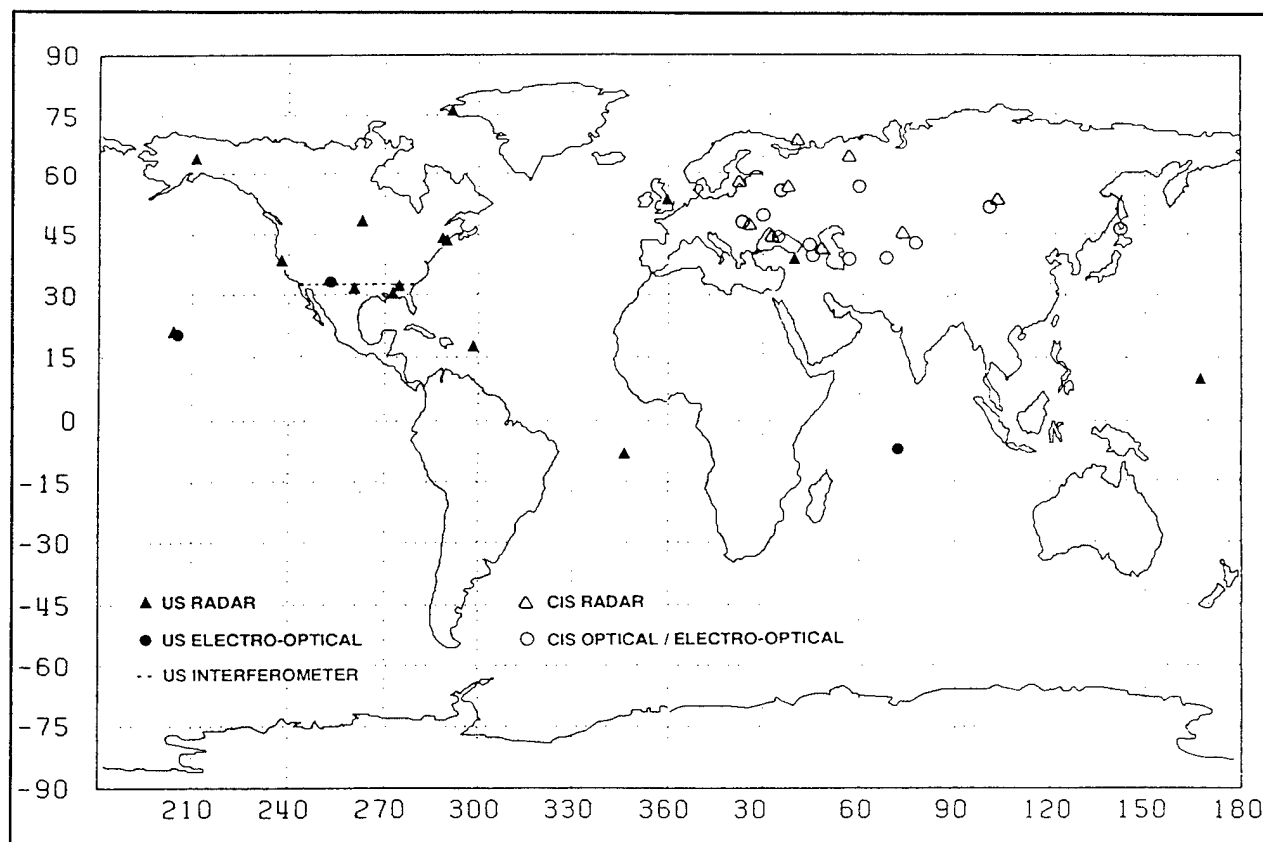 90
75
60
45
30
15
0
-15
-30
-45
-60
-75
-90
▲ US RADAR
△ CIS RADAR
● US ELECTRO-OPTICAL
○ CIS OPTICAL / ELECTRO-OPTICAL
-- US INTERFEROMETER
210 240 270 300 330 360 30 60 90 120 150 180